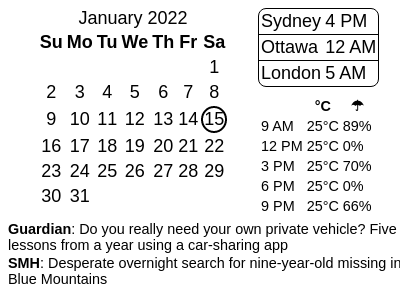 January 2022
Su Mo Tu We Th Fr Sa
1
2 3 4 5 6 7 8
9 10 11 12 13 14 15
16 17 18 19 20 21 22
23 24 25 26 27 28 29
30 31
Sydney 4 PM
Ottawa 12 AM
London 5 AM
°C ☂
9 AM 25°C 89%
12 PM 25°C 0%
3 PM 25°C 70%
6 PM 25°C 0%
9 PM 25°C 66%
Guardian: Do you really need your own private vehicle? Five
lessons from a year using a car-sharing app
SMH: Desperate overnight search for nine-year-old missing in
Blue Mountains